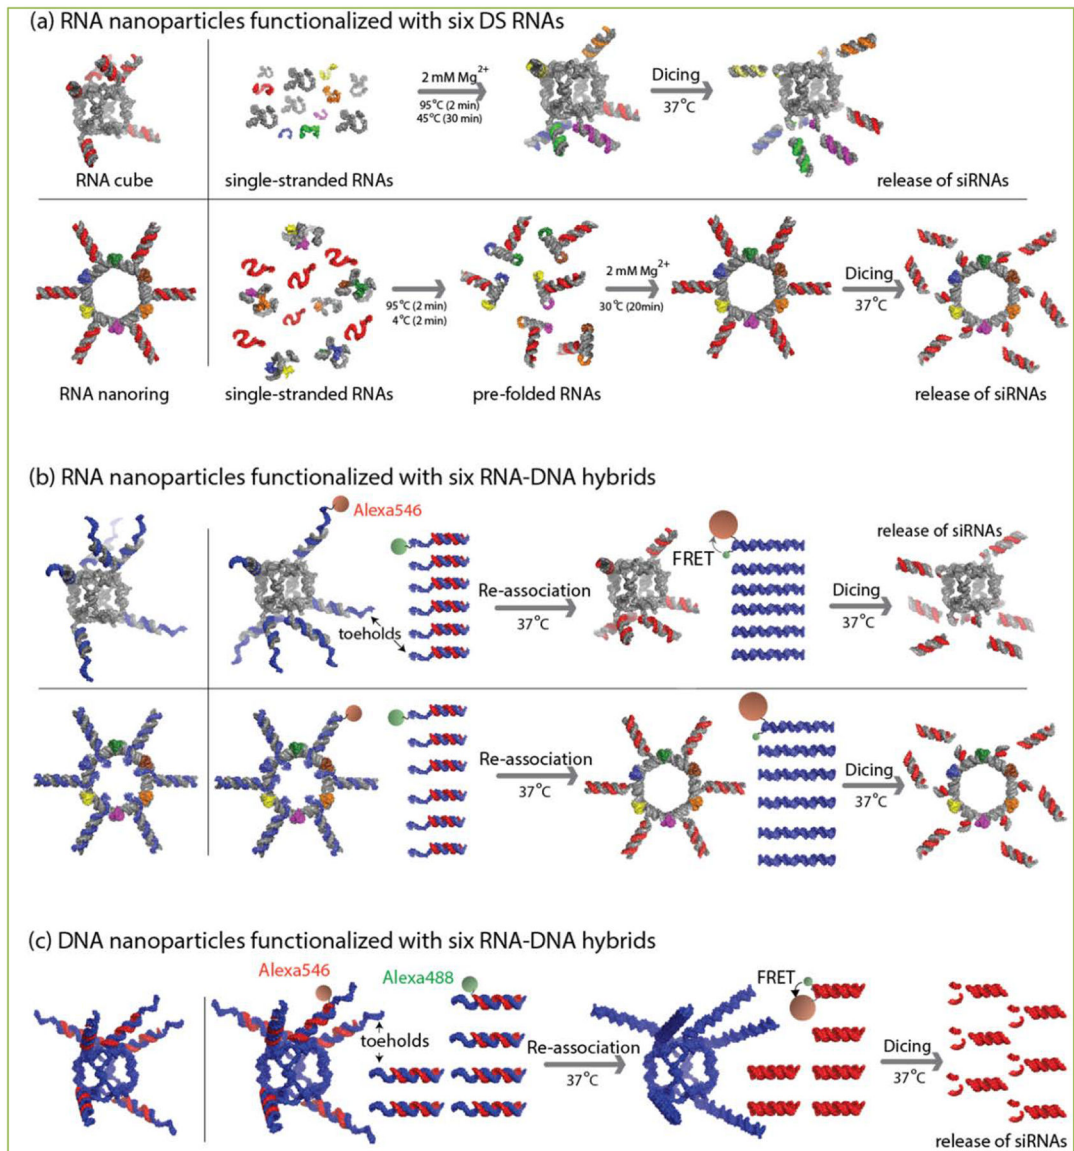 (a) RNA nanoparticles functionalized with six DS RNAs
RNA cube
single-stranded RNAs
2 mM Mg2+
95°C (2 min)
45°C (30 min)
Dicing
37°C
release of siRNAs
RNA nanoring
single-stranded RNAs
95°C (2 min)
4°C (2 min)
pre-folded RNAs
2 mM Mg2+
30°C (20min)
Dicing
37°C
release of siRNAs
(b) RNA nanoparticles functionalized with six RNA-DNA hybrids
Alexa546
toeholds
Re-association
37°C
FRET
Dicing
37°C
release of siRNAs
Re-association
37°C
Dicing
37°C
(c) DNA nanoparticles functionalized with six RNA-DNA hybrids
Alexa546
Alexa488
toeholds
Re-association
37°C
FRET
Dicing
37°C
release of siRNAs